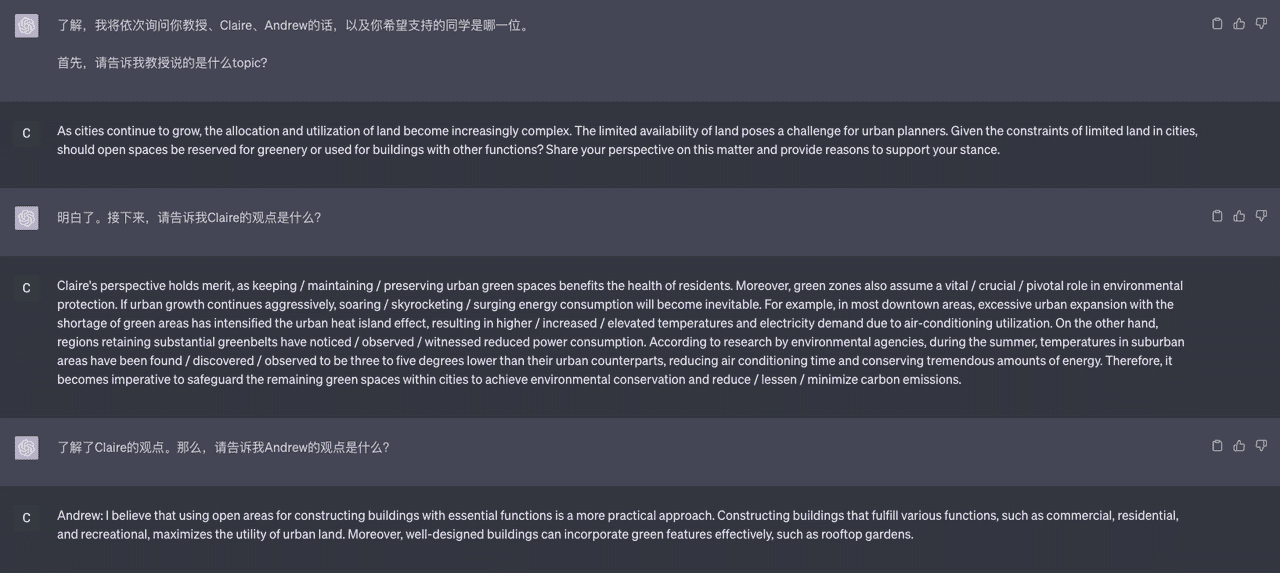 了解，我将依次询问你教授、Claire、Andrew的话，以及你希望支持的同学是哪一位。
首先，请告诉我教授说的是什么topic?
C
As cities continue to grow, the allocation and utilization of land become increasingly complex. The limited availability of land poses a challenge for urban planners. Given the constraints of limited land in cities,
should open spaces be reserved for greenery or used for buildings with other functions? Share your perspective on this matter and provide reasons to support your stance.
明白了。接下来，请告诉我Claire的观点是什么?
C
Claire's perspective holds merit, as keeping / maintaining / preserving urban green spaces benefits the health of residents. Moreover, green zones also assume a vital / crucial / pivotal role in environmental
protection. If urban growth continues aggressively, soaring / skyrocketing / surging energy consumption will become inevitable. For example, in most downtown areas, excessive urban expansion with the
shortage of green areas has intensified the urban heat island effect, resulting in higher / increased / elevated temperatures and electricity demand due to air-conditioning utilization. On the other hand,
regions retaining substantial greenbelts have noticed / observed / witnessed reduced power consumption. According to research by environmental agencies, during the summer, temperatures in suburban
areas have been found / discovered / observed to be three to five degrees lower than their urban counterparts, reducing air conditioning time and conserving tremendous amounts of energy. Therefore, it
becomes imperative to safeguard the remaining green spaces within cities to achieve environmental conservation and reduce / lessen / minimize carbon emissions.
了解了Claire的观点。那么，请告诉我Andrew的观点是什么?
C
Andrew: I believe that using open areas for constructing buildings with essential functions is a more practical approach. Constructing buildings that fulfill various functions, such as commercial, residential,
and recreational, maximizes the utility of urban land. Moreover, well-designed buildings can incorporate green features effectively, such as rooftop gardens.